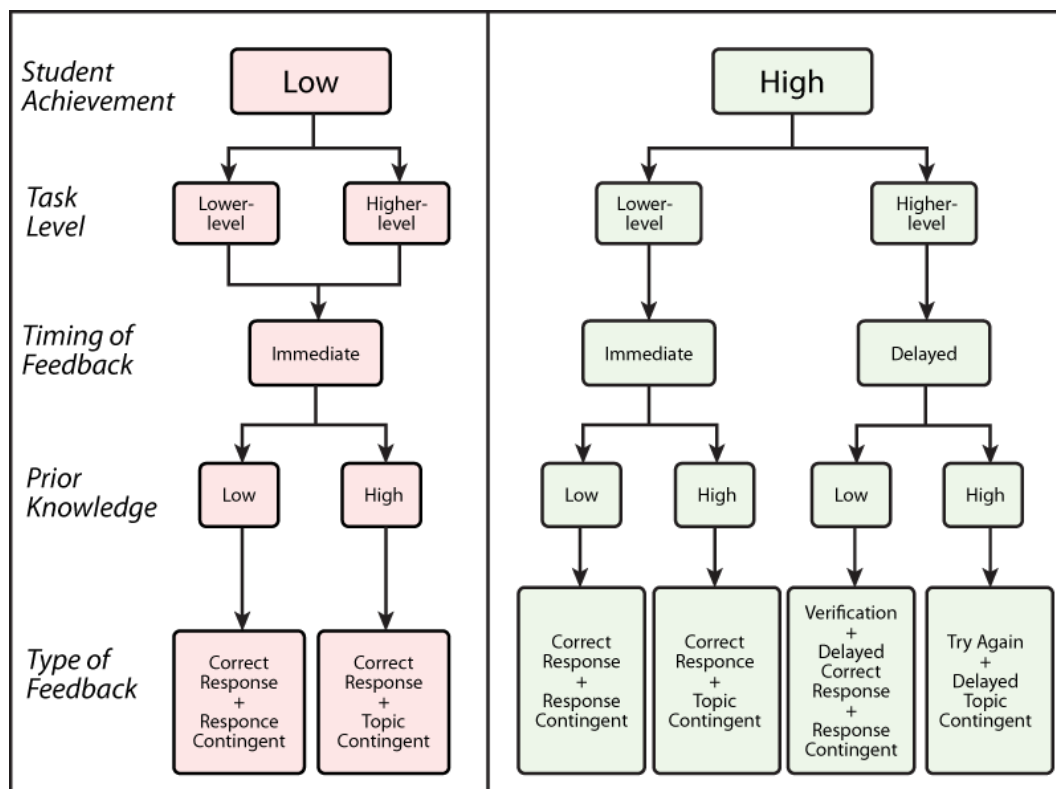 Student
Achievement
Low
High
Task
Level
Lower-
level
Higher-
level
Lower-
level
Higher-
level
Timing of
Feedback
Immediate
Immediate
Delayed
Prior
Knowledge
Low
High
Low
High
Low
High
Type of
Feedback
Correct
Response
+
Responce
Contingent
Correct
Response
+
Topic
Contingent
Correct
Response
+
Response
Contingent
Correct
Responce
+
Topic
Contingent
Verification
+
Delayed
Correct
Response
+
Response
Contingent
Try Again
+
Delayed
Topic
Contingent